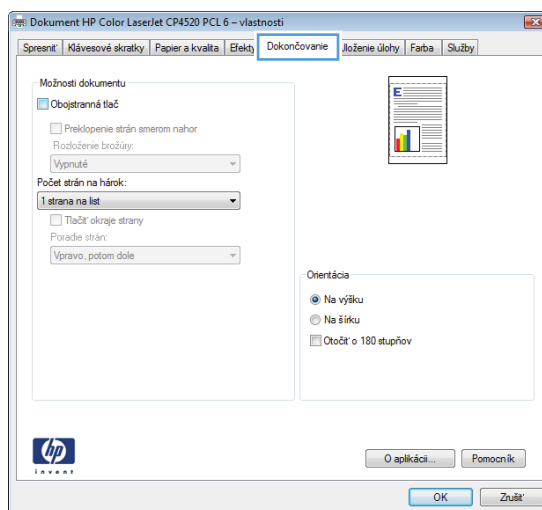 Dokument HP Color LaserJet CP4520 PCL 6 – vlastnosti
Spresniť Klávesové skratky Papier a kvalita Efekty Dokončovanie Uloženie úlohy Farba Služby
Možnosti dokumentu
Obojstranná tlač
Preklopenie strán smerom nahor
Rozloženie brožúry:
Vypnuté
Počet strán na hárok:
1 strana na list
Tlačiť okraje strany
Poradie strán:
Vpravo, potom dole
E
Orientácia
Na výšku
Na šírku
Otočiť o 180 stupňov
hp
invent
O aplikácii... Pomocník
OK Zrušiť